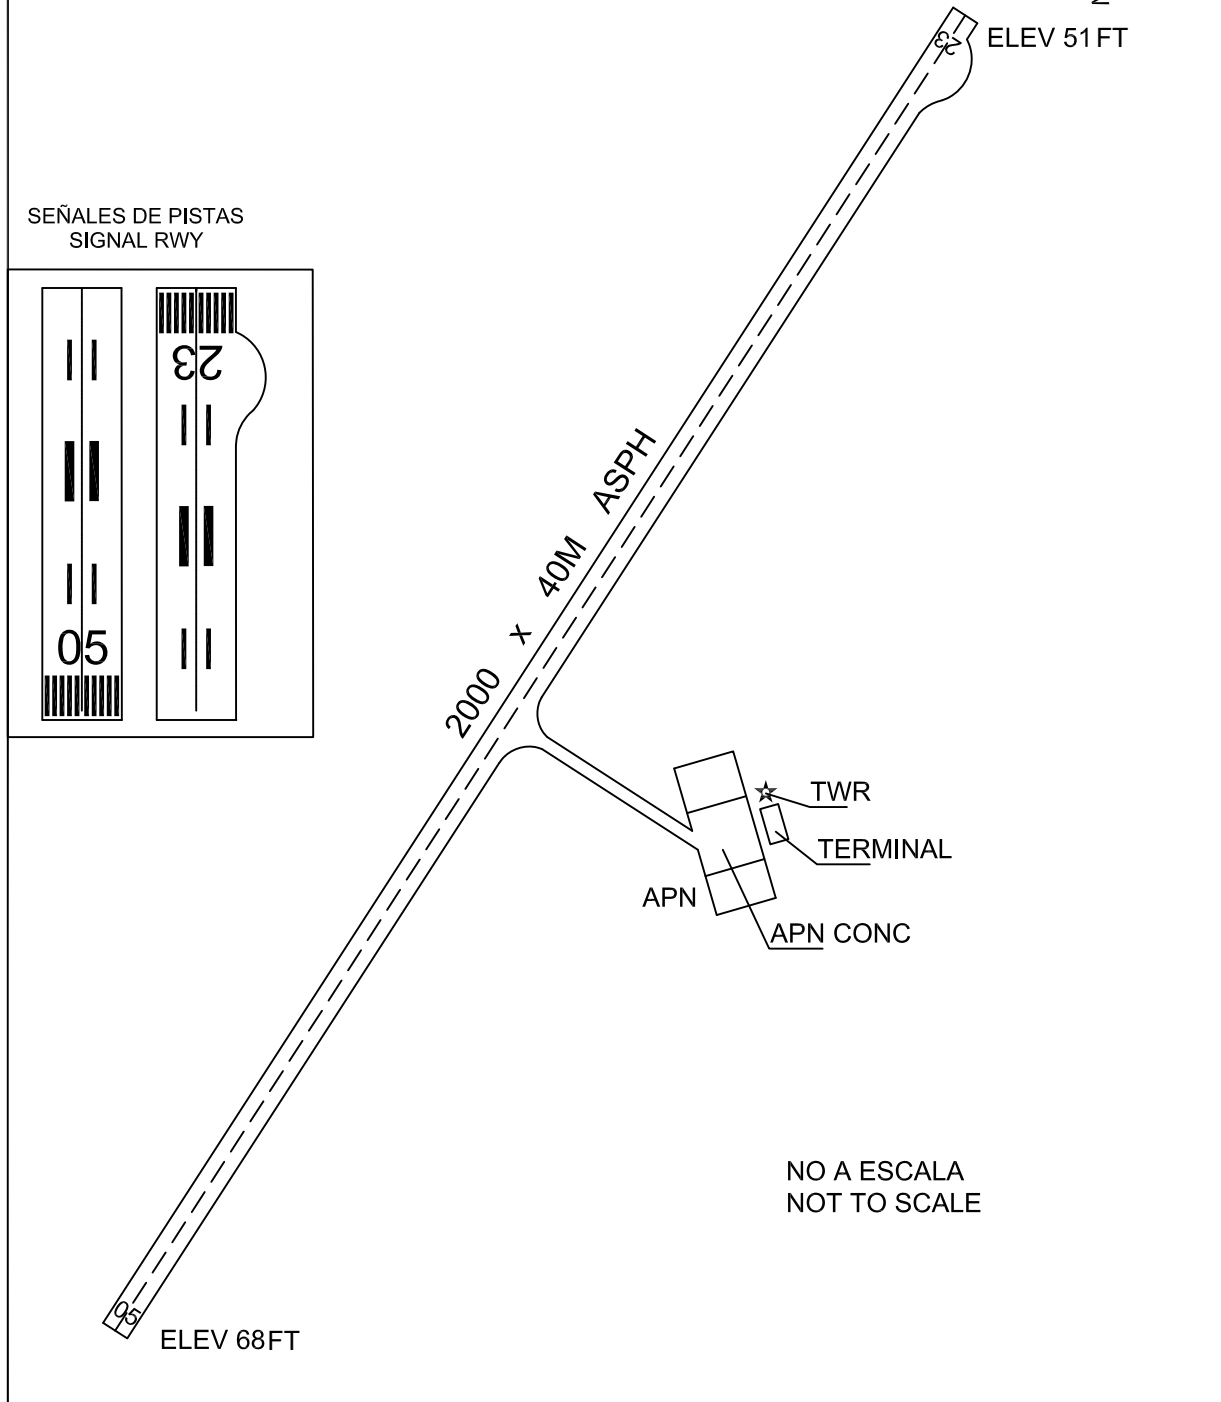 23
ELEV 51 FT
SEÑALES DE PISTAS
SIGNAL RWY
23
05
2000 x 40M ASPH
TWR
TERMINAL
APN
APN CONC
NO A ESCALA
NOT TO SCALE
05
ELEV 68 FT